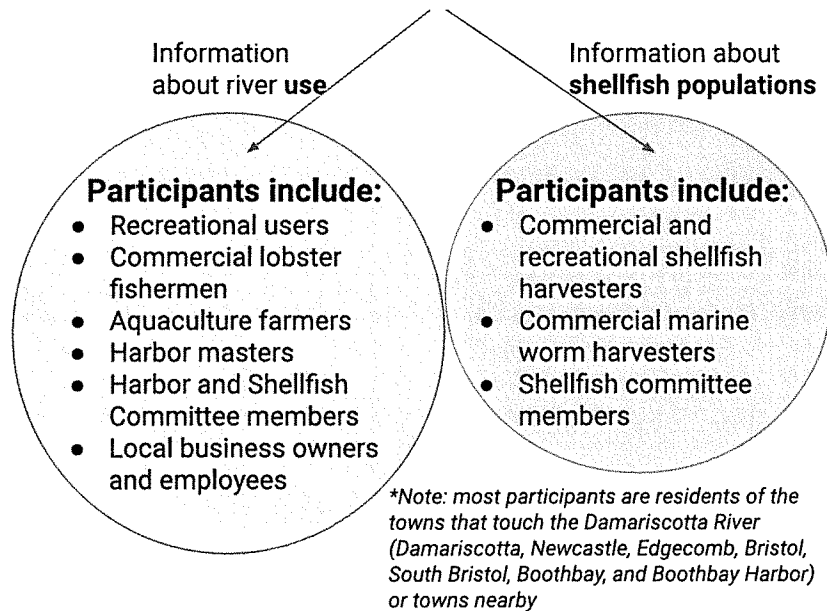 Information
about river use
Information about
shellfish populations
Participants include:
● Recreational users
● Commercial lobster
fishermen
● Aquaculture farmers
● Harbor masters
● Harbor and Shellfish
Committee members
● Local business owners
and employees
Participants include:
● Commercial and
recreational shellfish
harvesters
● Commercial marine
worm harvesters
● Shellfish committee
members
*Note: most participants are residents of the
towns that touch the Damariscotta River
(Damariscotta, Newcastle, Edgecomb, Bristol,
South Bristol, Boothbay, and Boothbay Harbor)
or towns nearby